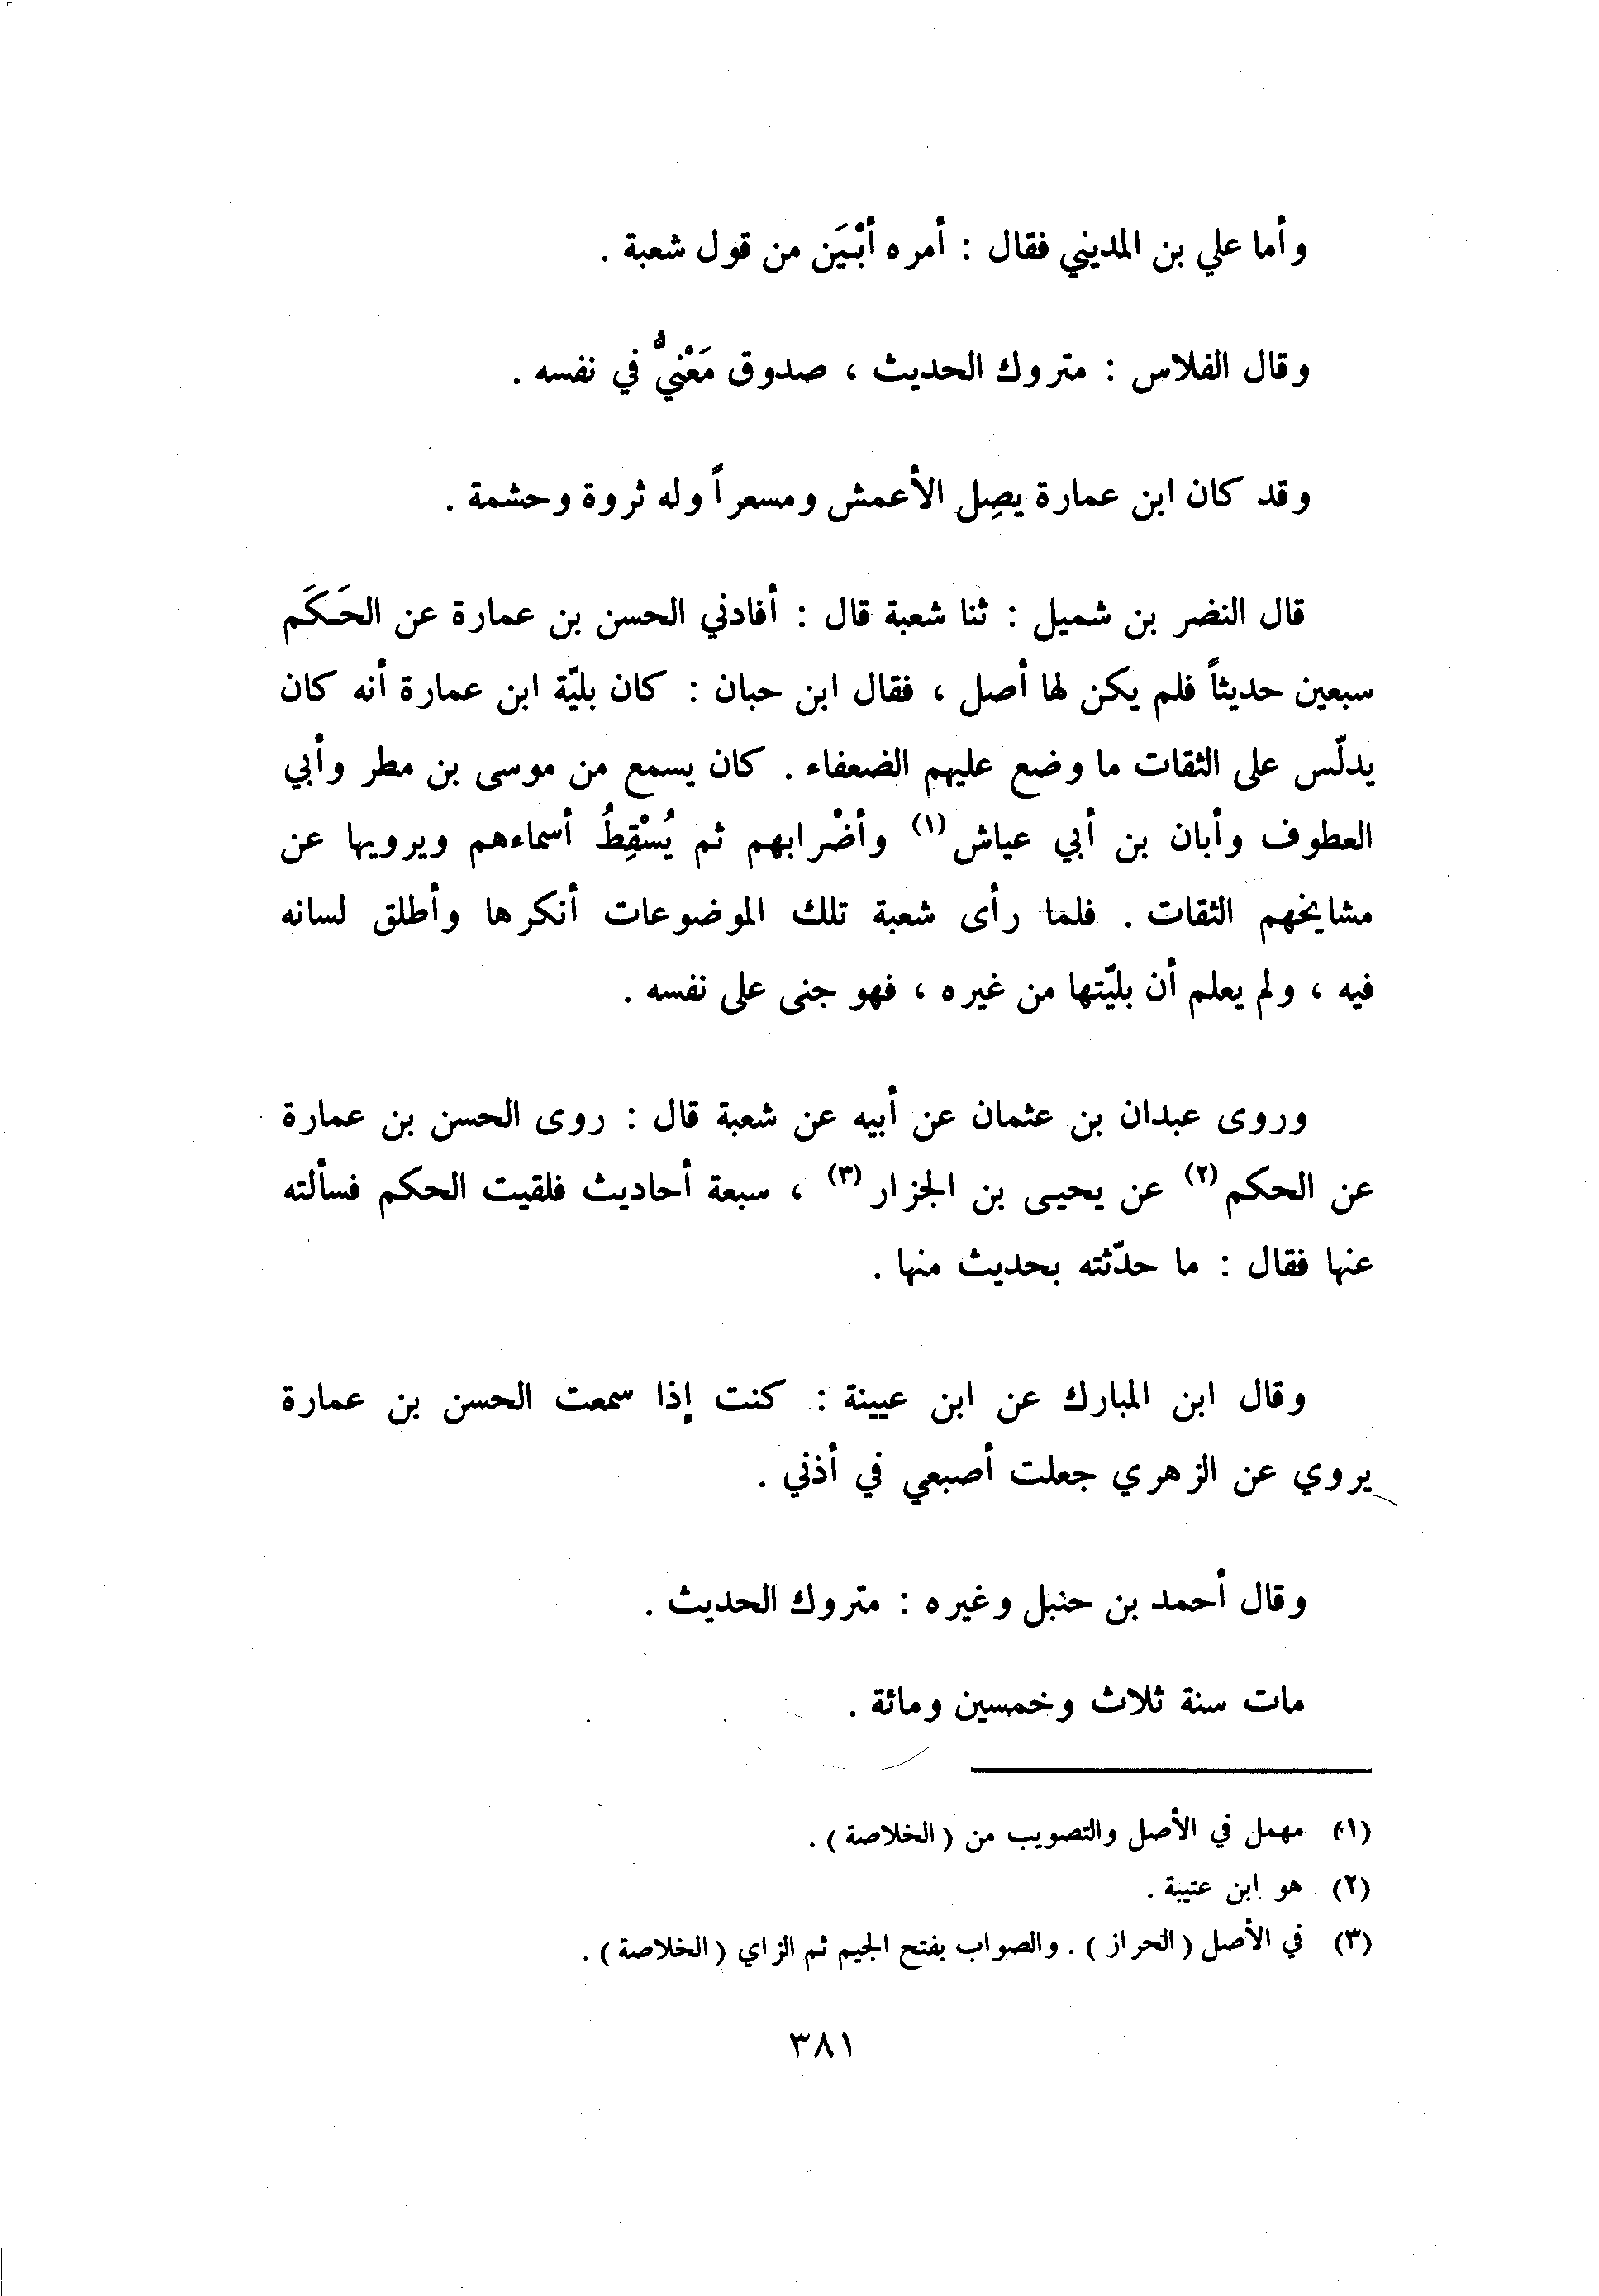 وأما علي بن المديني فقال : أمره أبْيَن من قول شعبة .
وقال الفلاس : متروك الحديث ، صدوق مَعْنيٌّ في نفسه .
وقد كان ابن عمارة يصِل الأعمش ومسعراً وله ثروة وحشمة .
قال النضر بن شميل : ثنا شعبة قال : أفادني الحسن بن عمارة عن الحَكَم
سبعين حديثاً فلم يكن لها أصل ، فقال ابن حبان : كان بليّة ابن عمارة أنه كان
يدلّس على الثقات ما وضع عليهم الضعفاء . كان يسمع من موسى بن مطر وأبي
العطوف وأبان بن أبي عياش (١) وأضْرابهم ثم يُسْقِطُ أسماءهم ويرويها عن
مشايخهم الثقات . فلما رأى شعبة تلك الموضوعات أنكرها وأطلق لسانه
فيه ، ولم يعلم أن بليّتها من غيره ، فهو جنى على نفسه .
وروى عبدان بن عثمان عن أبيه عن شعبة قال : روى الحسن بن عمارة
عن الحكم (٢) عن يحيى بن الجزار (٣) ، سبعة أحاديث فلقيت الحكم فسألته
عنها فقال : ما حدّثته بحديث منها .
وقال ابن المبارك عن ابن عيينة : كنت إذا سمعت الحسن بن عمارة
يروي عن الزهري جعلت أصبعي في أذني .
وقال أحمد بن حنبل وغيره : متروك الحديث .
مات سنة ثلاث وخمسين ومائة .
(١) مهمل في الأصل والتصويب من (الخلاصة) .
(٢) هو ابن عتيبة .
(٣) في الأصل (الحراز) . والصواب بفتح الجيم ثم الزاي (الخلاصة) .
٣٨١